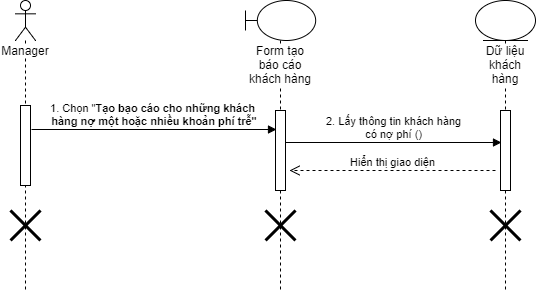 Manager
Form tạo
báo cáo
khách hàng
Dữ liệu
khách
hàng
1. Chọn "Tạo bạo cáo cho những khách
hàng nợ một hoặc nhiều khoản phí trễ"
2. Lấy thông tin khách hàng
có nợ phí ()
Hiển thị giao diện